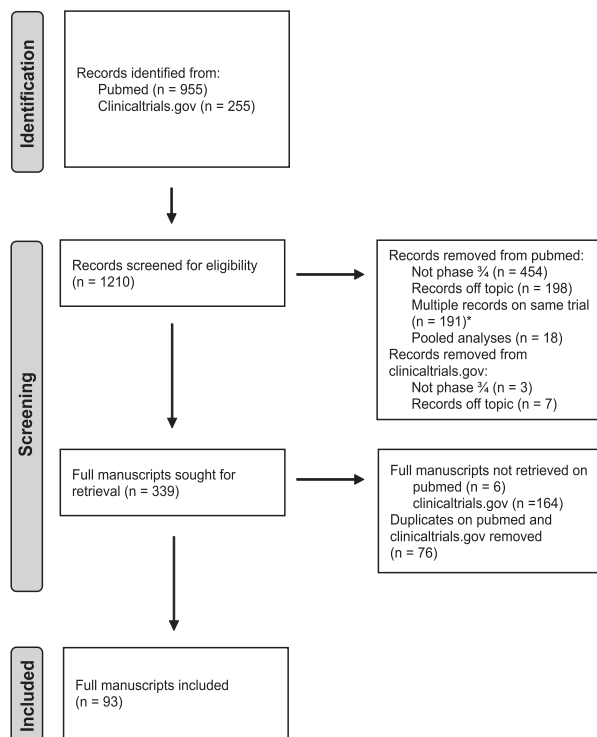 Identification
Records identified from:
Pubmed (n = 955)
Clinicaltrials.gov (n = 255)
Screening
Records screened for eligibility
(n = 1210)
Records removed from pubmed:
Not phase ¾ (n = 454)
Records off topic (n = 198)
Multiple records on same trial
(n = 191)*
Pooled analyses (n = 18)
Records removed from
clinicaltrials.gov:
Not phase ¾ (n = 3)
Records off topic (n = 7)
Full manuscripts sought for
retrieval (n = 339)
Full manuscripts not retrieved on
pubmed (n = 6)
clinicaltrials.gov (n =164)
Duplicates on pubmed and
clinicaltrials.gov removed
(n = 76)
Included
Full manuscripts included
(n = 93)